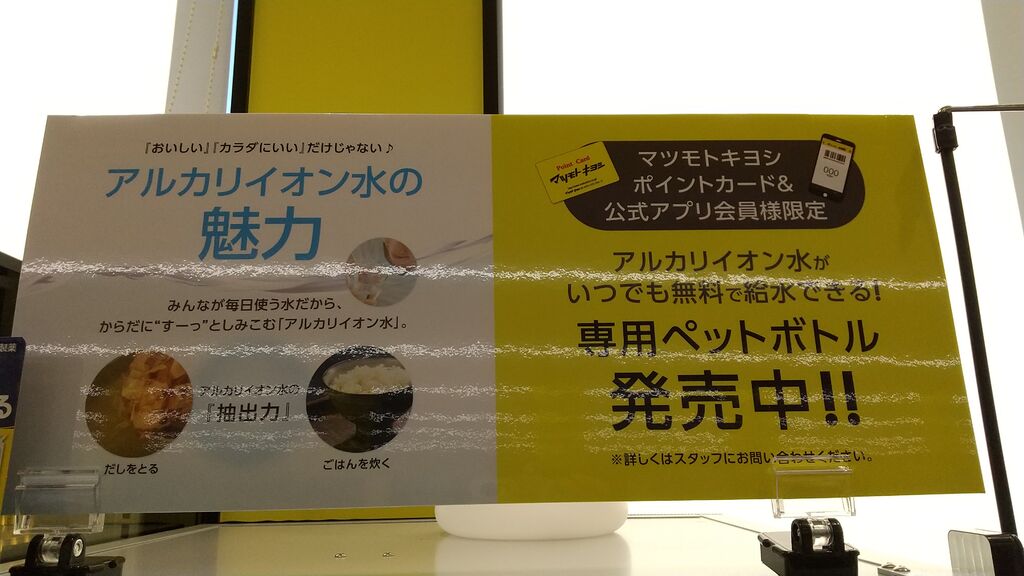 『おいしい』『カラダにいい』だけじゃない♪
アルカリイオン水の
魅力
みんなが毎日使う水だから、
からだに“すーっ”としみこむ「アルカリイオン水」。
アルカリイオン水の
『抽出力』
だしをとる
ごはんを炊く
Point Card
マツモトキヨシ
マツモトキヨシ
ポイントカード&
公式アプリ会員様限定
アルカリイオン水が
いつでも無料で給水できる!
専用ペットボトル
発売中!!
※詳しくはスタッフにお問い合わせください。
製薬
る